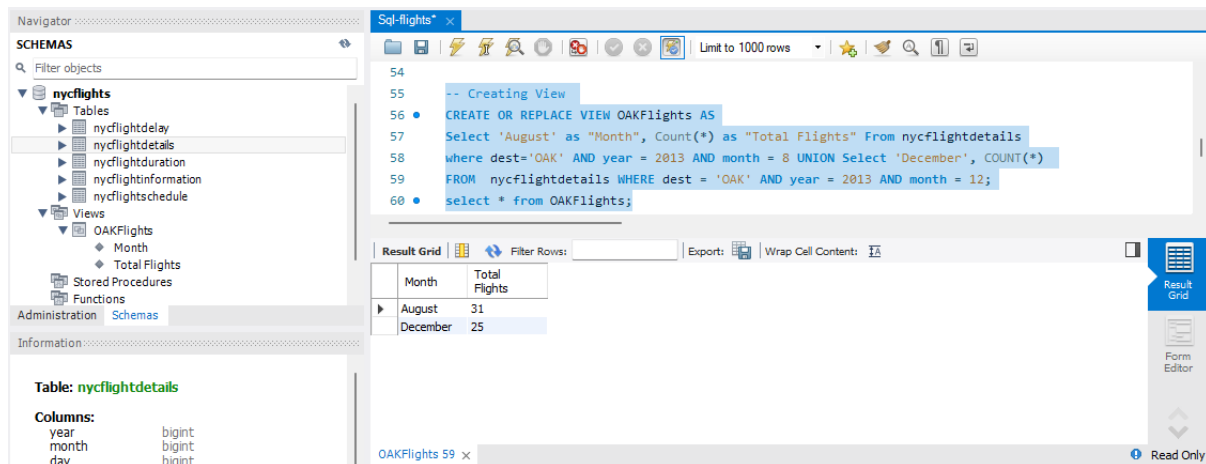 Navigator
SCHEMAS
Filter objects
nycflights
Tables
nycflightdelay
nycflightdetails
nycflightduration
nycflightinformation
nycflightschedule
Views
OAKFlights
Month
Total Flights
Stored Procedures
Functions
Administration Schemas
Information
Table: nycflightdetails
Columns:
year bigint
month bigint
day bigint
Sql-flights*
Limit to 1000 rows
54
55 -- Creating View
56 CREATE OR REPLACE VIEW OAKFlights AS
57 Select 'August' as "Month", Count(*) as "Total Flights" From nycflightdetails
58 where dest='OAK' AND year = 2013 AND month = 8 UNION Select 'December', COUNT(*)
59 FROM nycflightdetails WHERE dest = 'OAK' AND year = 2013 AND month = 12;
60 select * from OAKFlights;
Result Grid Filter Rows: Export: Wrap Cell Content: IA
Month Total
Flights
August 31
December 25
Result
Grid
Form
Editor
OAKFlights 59
Read Only